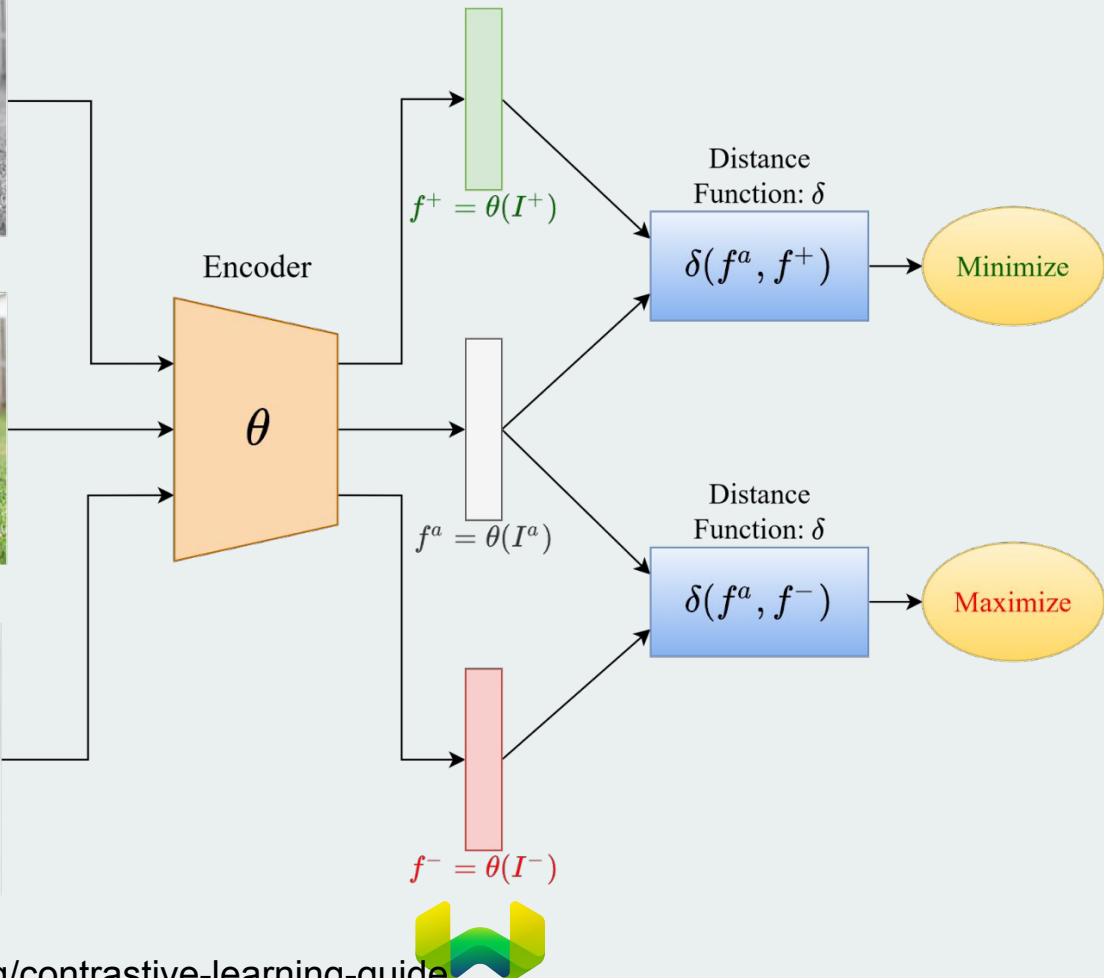 f⁺ = θ(I⁺)
Distance
Function: δ
δ(fᵃ, f⁺)
Minimize
Encoder
θ
fᵃ = θ(Iᵃ)
Distance
Function: δ
δ(fᵃ, f⁻)
Maximize
f⁻ = θ(I⁻)
g/contrastive-learning-guide